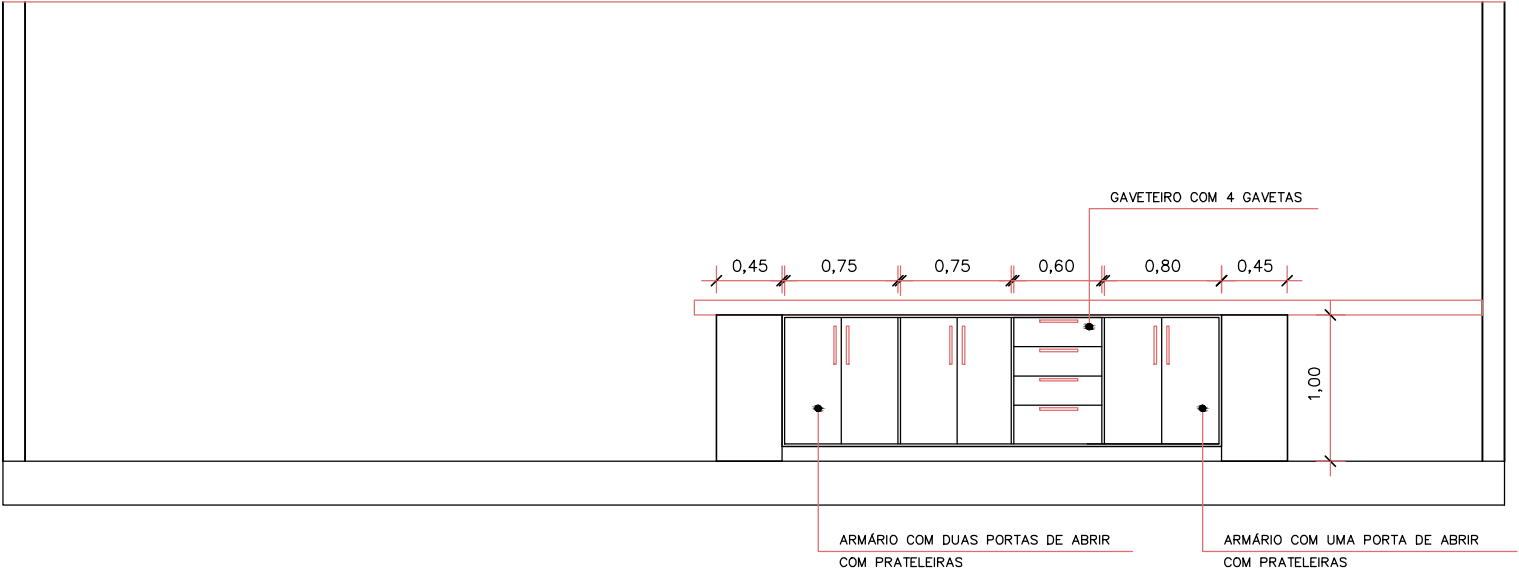 GAVETEIRO COM 4 GAVETAS
0,45 0,75 0,75 0,60 0,80 0,45
1,00
ARMÁRIO COM DUAS PORTAS DE ABRIR
COM PRATELEIRAS
ARMÁRIO COM UMA PORTA DE ABRIR
COM PRATELEIRAS